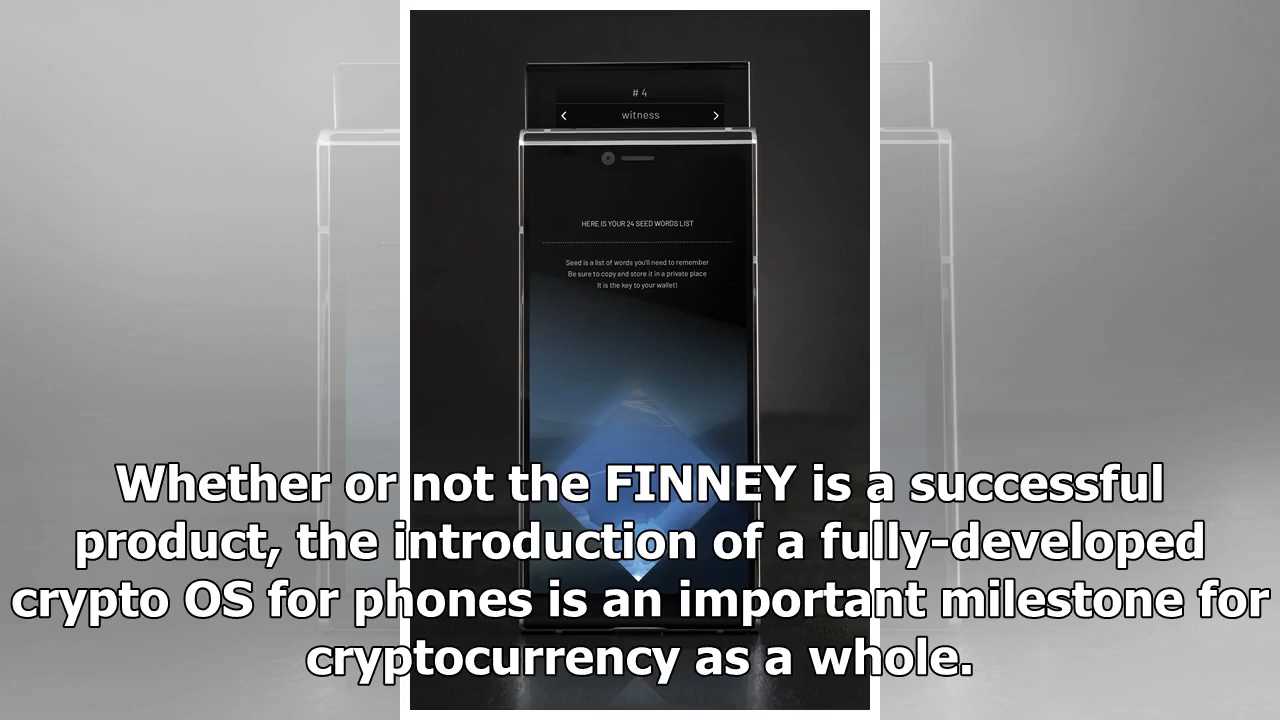 # 4
‹ witness ›
HERE IS YOUR 24 SEED WORDS LIST
Seed is a list of words you'll need to remember
Be sure to copy and store it in a private place
It is the key to your wallet!
Whether or not the FINNEY is a successful
product, the introduction of a fully-developed
crypto OS for phones is an important milestone for
cryptocurrency as a whole.